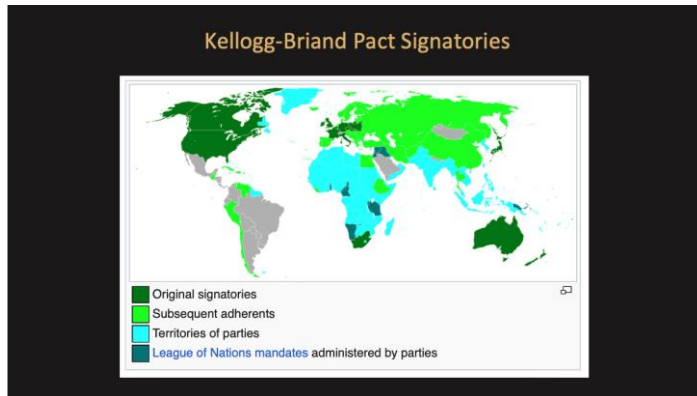 Kellogg-Briand Pact Signatories
Original signatories
Subsequent adherents
Territories of parties
League of Nations mandates administered by parties